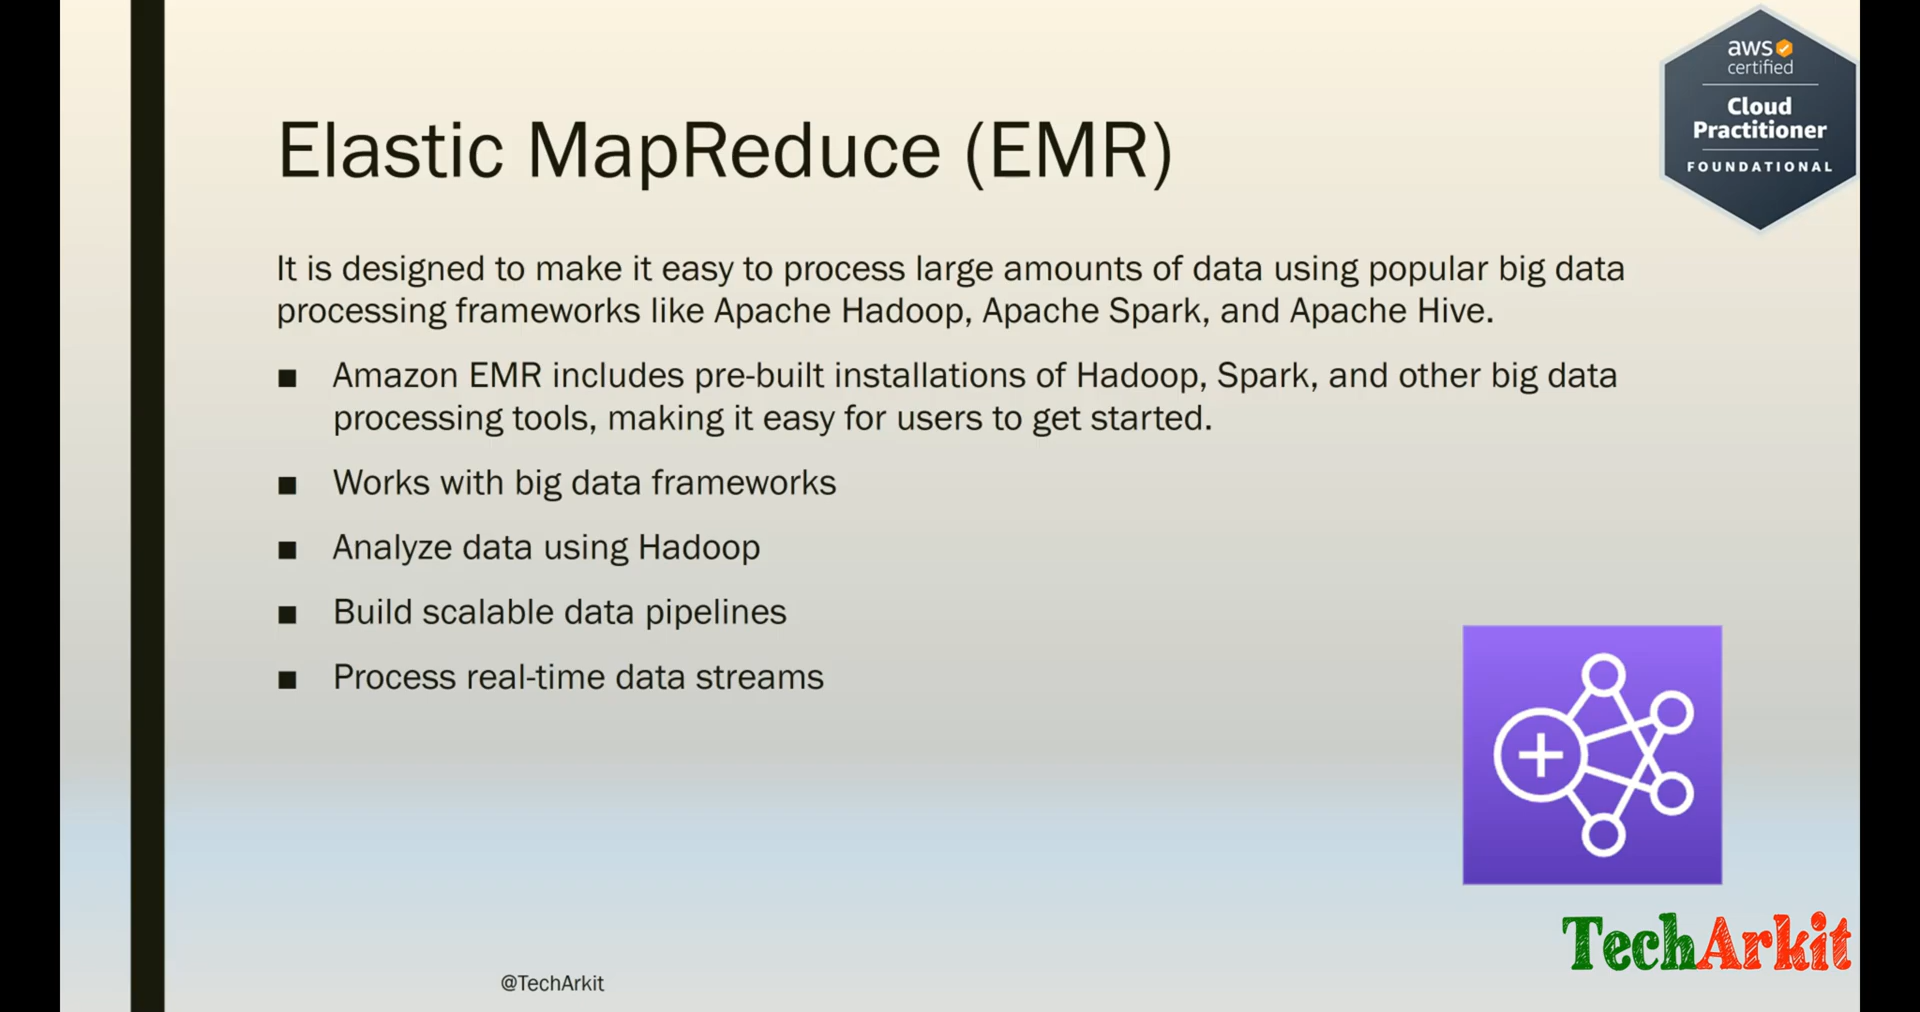 aws
certified
Cloud
Practitioner
FOUNDATIONAL
Elastic MapReduce (EMR)
It is designed to make it easy to process large amounts of data using popular big data
processing frameworks like Apache Hadoop, Apache Spark, and Apache Hive.
■ Amazon EMR includes pre-built installations of Hadoop, Spark, and other big data
processing tools, making it easy for users to get started.
■ Works with big data frameworks
■ Analyze data using Hadoop
■ Build scalable data pipelines
■ Process real-time data streams
TechArkit
@TechArkit